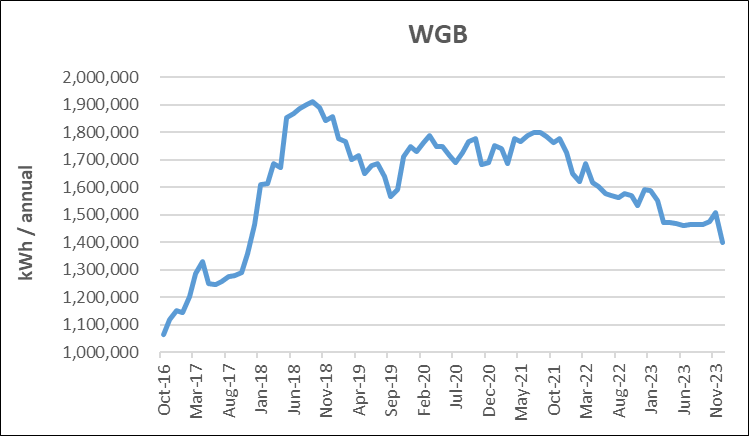 WGB
kWh / annual
2,000,000
1,900,000
1,800,000
1,700,000
1,600,000
1,500,000
1,400,000
1,300,000
1,200,000
1,100,000
1,000,000
Oct-16
Mar-17
Aug-17
Jan-18
Jun-18
Nov-18
Apr-19
Sep-19
Feb-20
Jul-20
Dec-20
May-21
Oct-21
Mar-22
Aug-22
Jan-23
Jun-23
Nov-23